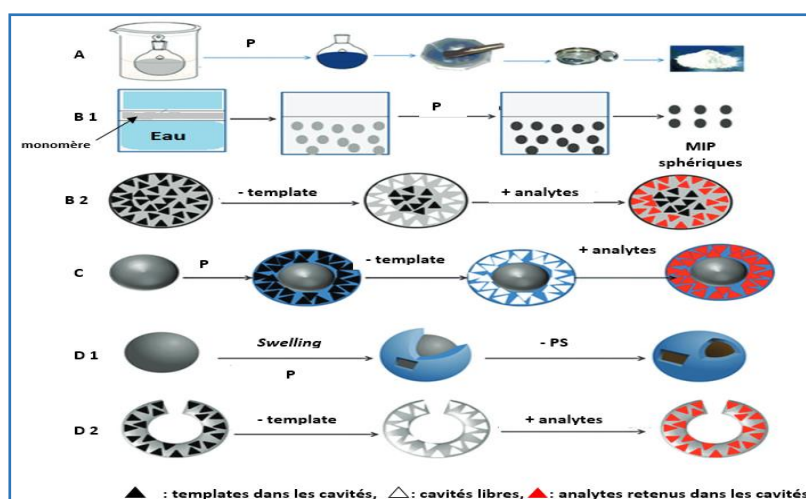 A P
B 1 P
monomère Eau
MIP
sphériques
B 2 - template + analytes
C P - template + analytes
D 1 Swelling - PS
P
D 2 - template + analytes
▲ : templates dans les cavités, △ : cavités libres, ▲ : analytes retenus dans les cavités